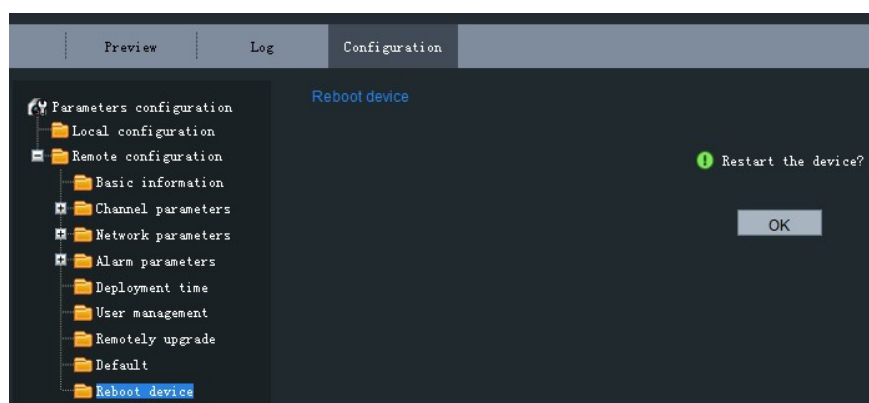 Preview Log Configuration
Parameters configuration
Local configuration
Remote configuration
Basic information
Channel parameters
Network parameters
Alarm parameters
Deployment time
User management
Remotely upgrade
Default
Reboot device
Reboot device
Restart the device?
OK